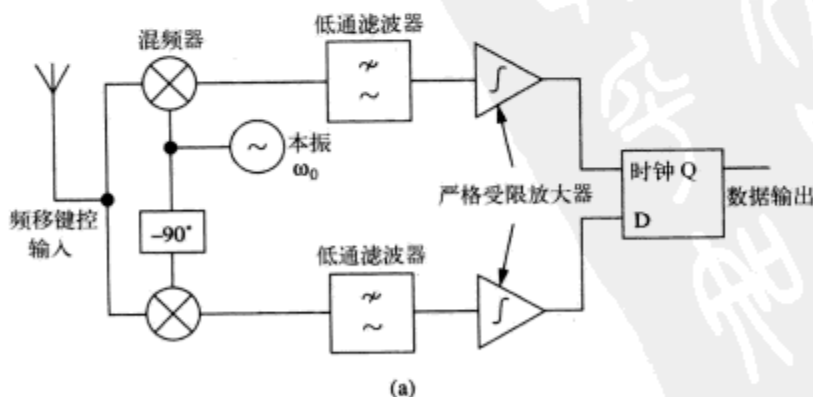 混频器
低通滤波器
本振
ω₀
频移键控
输入
-90°
严格受限放大器
时钟 Q
D
数据输出
低通滤波器
(a)